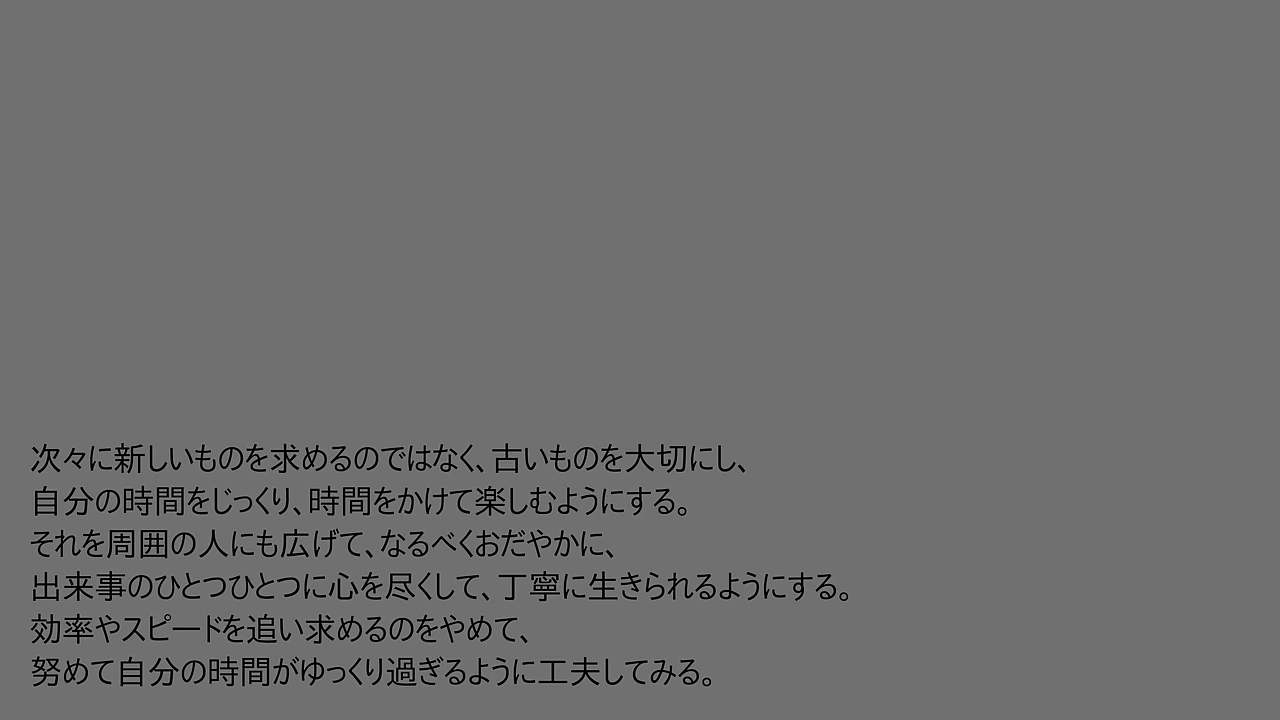 次々に新しいものを求めるのではなく、古いものを大切にし、
自分の時間をじっくり、時間をかけて楽しむようにする。
それを周囲の人にも広げて、なるべくおだやかに、
出来事のひとつひとつに心を尽くして、丁寧に生きられるようにする。
効率やスピードを追い求めるのをやめて、
努めて自分の時間がゆっくり過ぎるように工夫してみる。